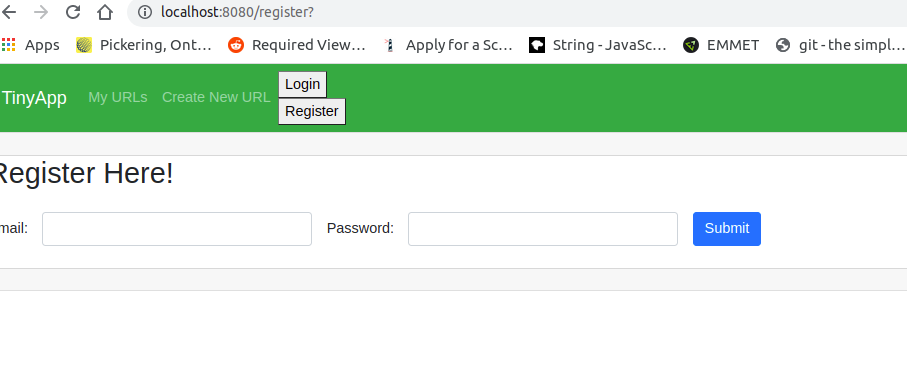 localhost:8080/register?
Apps Pickering, Ont... Required View... Apply for a Sc... String - JavaSc... EMMET git - the simpl...
Login
TinyApp My URLs Create New URL
Register
Register Here!
mail: Password: Submit